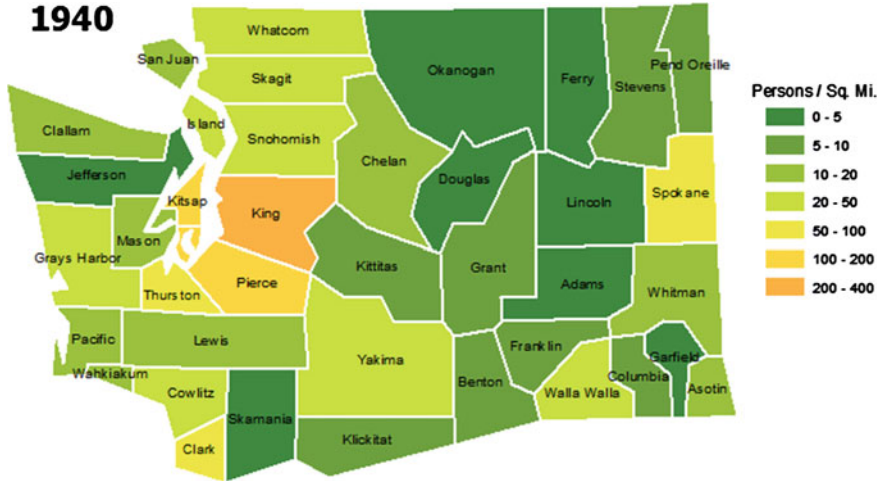 1940
Whatcom
San Juan
Skagit
Okanogan
Ferry
Stevens
Pend Oreille
Persons / Sq. Mi.
0 - 5
5 - 10
10 - 20
20 - 50
50 - 100
100 - 200
200 - 400
Clallam
Island
Snohomish
Chelan
Jefferson
Kitsap
King
Douglas
Lincoln
Spokane
Mason
Grays Harbor
Thurston
Pierce
Kittitas
Grant
Adams
Whitman
Pacific
Lewis
Wahkiakum
Cowlitz
Yakima
Franklin
Benton
Walla Walla
Columbia
Garfield
Asotin
Skamania
Clark
Klickitat